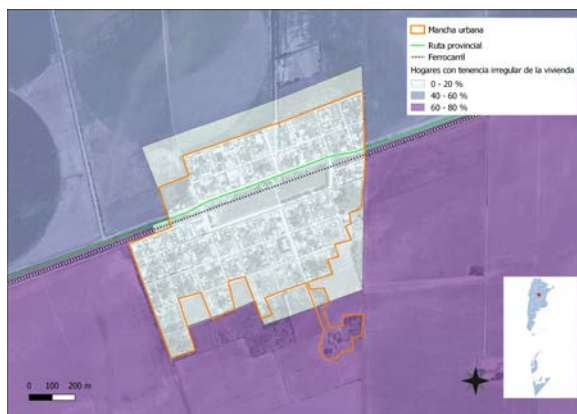 Mancha urbana
Ruta provincial
Ferrocarril
Hogares con tenencia irregular de la vivienda
0 - 20 %
40 - 60 %
60 - 80 %
0 100 200 m